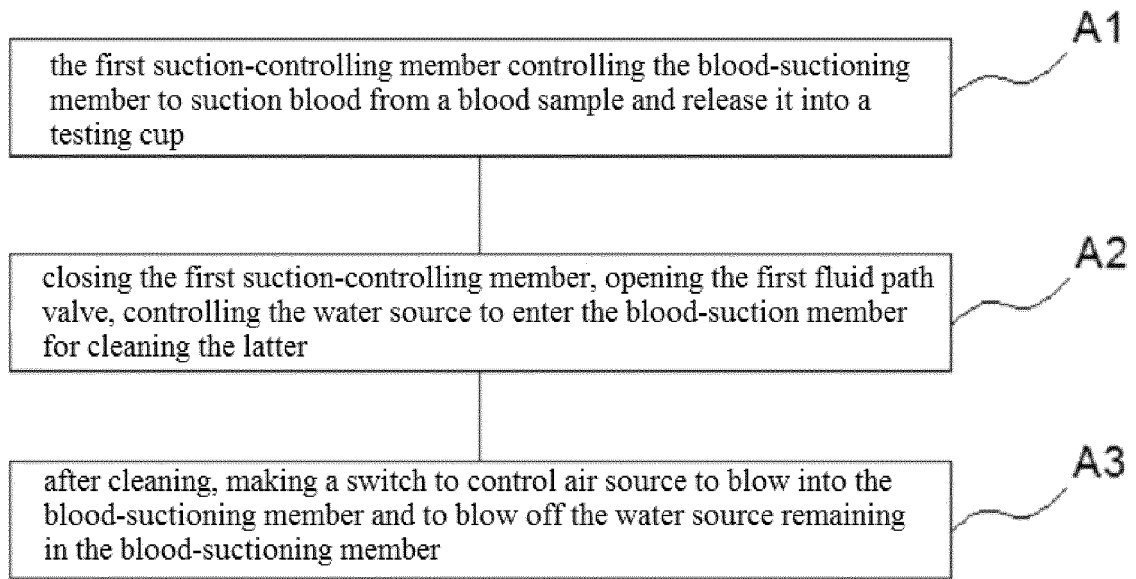 A1
the first suction-controlling member controlling the blood-suctioning
member to suction blood from a blood sample and release it into a
testing cup
A2
closing the first suction-controlling member, opening the first fluid path
valve, controlling the water source to enter the blood-suction member
for cleaning the latter
A3
after cleaning, making a switch to control air source to blow into the
blood-suctioning member and to blow off the water source remaining
in the blood-suctioning member